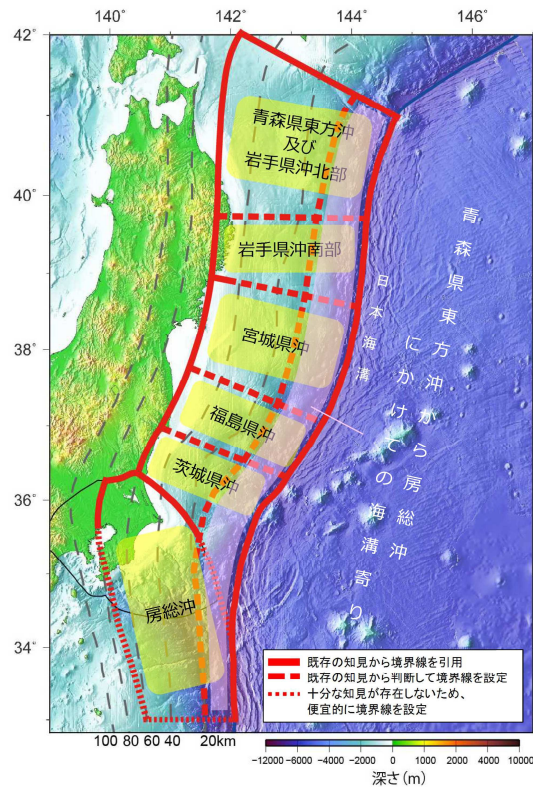 140° 142° 144° 146°
42°
40°
38°
36°
34°
青森県東方沖
及び
岩手県沖北部
岩手県沖南部
宮城県沖
福島県沖
茨城県沖
房総沖
日本海溝
青森県東方沖から房総沖
にかけての海溝寄り
既存の知見から境界線を引用
既存の知見から判断して境界線を設定
十分な知見が存在しないため、
便宜的に境界線を設定
100 80 60 40 20km
-12000 -8000 -6000 -4000 -2000 0 2000 4000 6000 8000 10000
深さ(m)